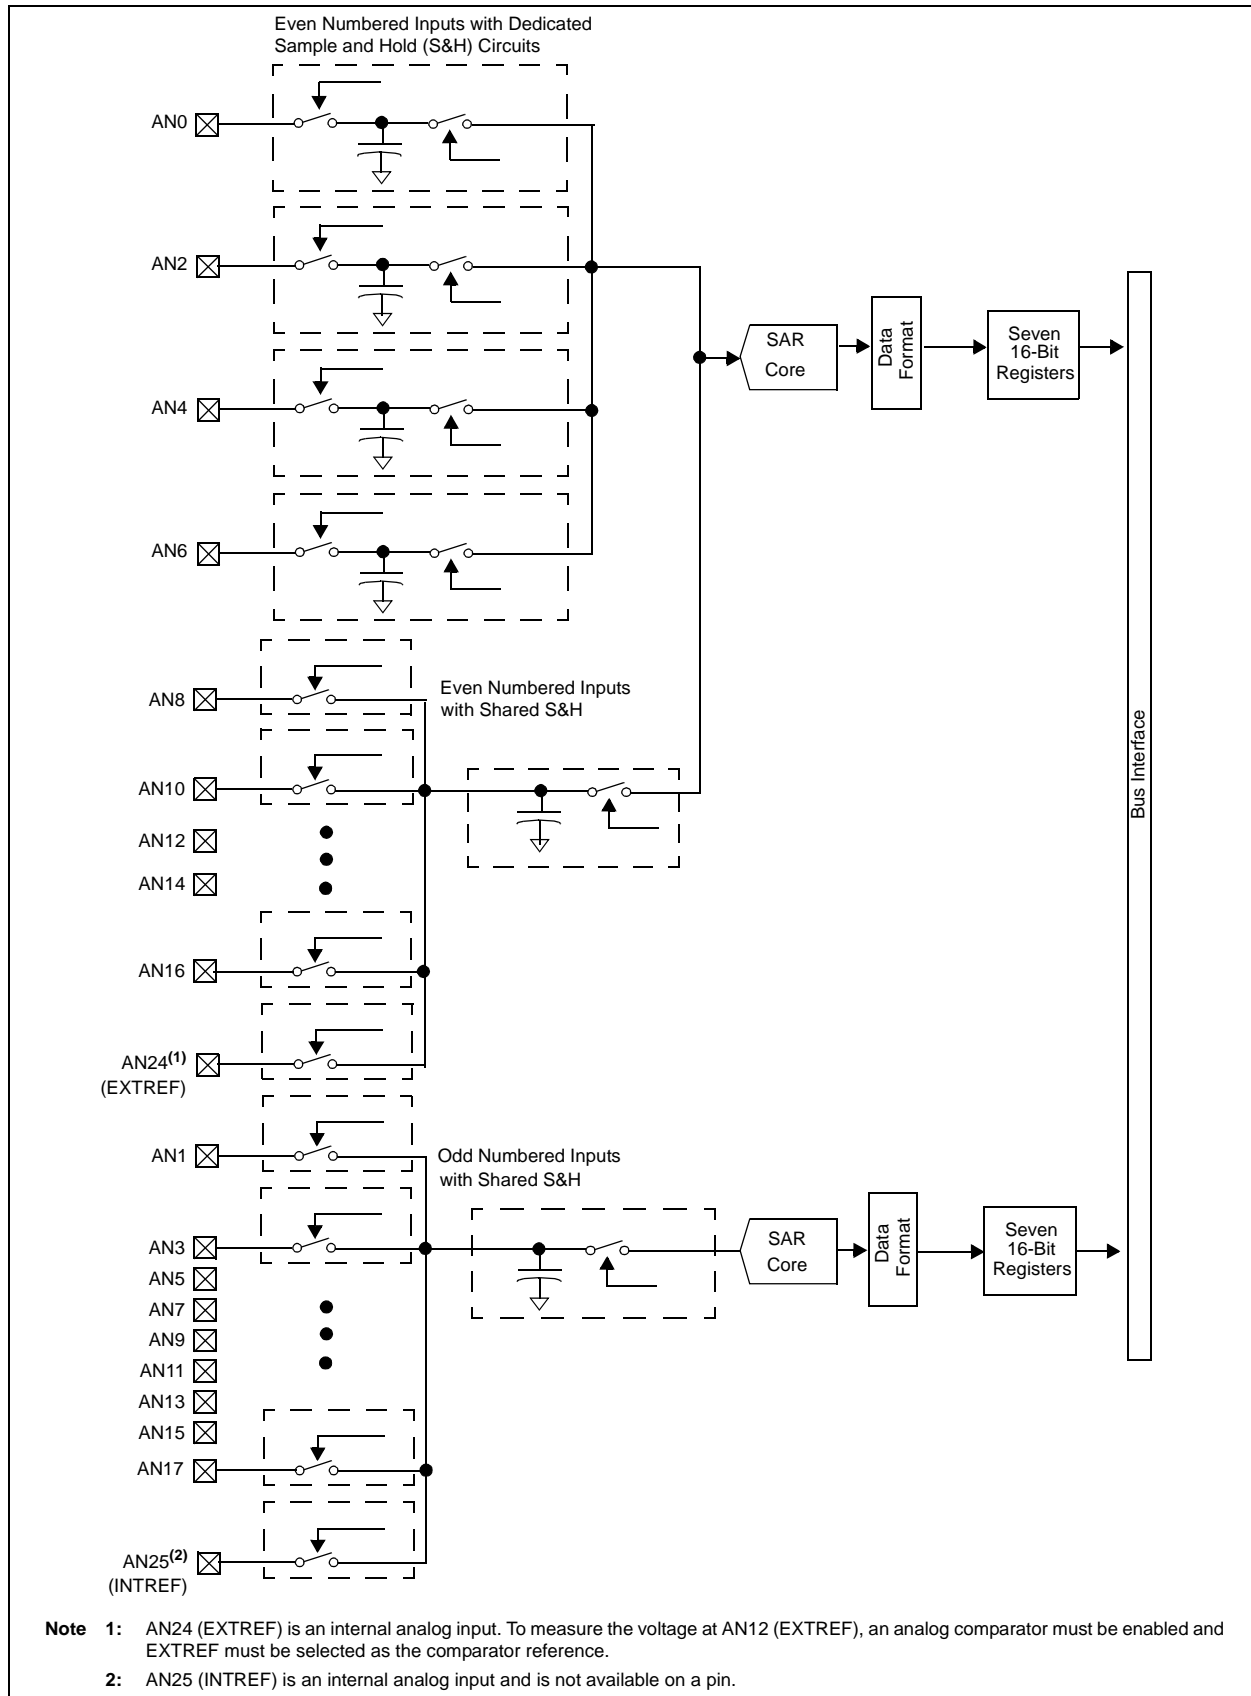 Even Numbered Inputs with Dedicated
Sample and Hold (S&H) Circuits
AN0
AN2
AN4
AN6
SAR
Core
Data
Format
Seven
16-Bit
Registers
Bus Interface
AN8
Even Numbered Inputs
with Shared S&H
AN10
AN12
AN14
AN16
AN24(1)
(EXTREF)
AN1
Odd Numbered Inputs
with Shared S&H
AN3
AN5
AN7
AN9
AN11
AN13
AN15
AN17
AN25(2)
(INTREF)
SAR
Core
Data
Format
Seven
16-Bit
Registers
Note 1: AN24 (EXTREF) is an internal analog input. To measure the voltage at AN12 (EXTREF), an analog comparator must be enabled and
EXTREF must be selected as the comparator reference.
2: AN25 (INTREF) is an internal analog input and is not available on a pin.